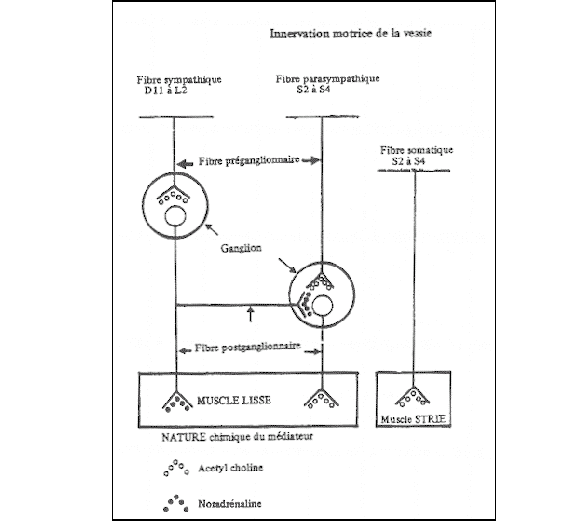 Innervation motrice de la vessie
Fibre sympathique
D11 à L2
Fibre parasympathique
S2 à S4
Fibre somatique
S2 à S4
Fibre préganglionnaire
Ganglion
Fibre postganglionnaire
MUSCLE LISSE
Muscle STRIE
NATURE chimique du médiateur
Acetyl choline
Noradrénaline